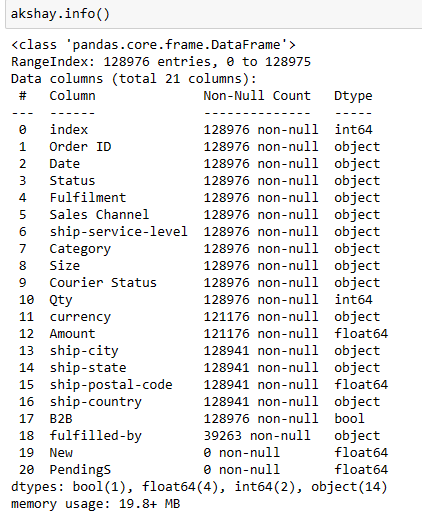 akshay.info()
<class 'pandas.core.frame.DataFrame'>
RangeIndex: 128976 entries, 0 to 128975
Data columns (total 21 columns):
 #   Column              Non-Null Count   Dtype
---  ------              --------------   -----
 0   index               128976 non-null  int64
 1   Order ID            128976 non-null  object
 2   Date                128976 non-null  object
 3   Status              128976 non-null  object
 4   Fulfilment          128976 non-null  object
 5   Sales Channel       128976 non-null  object
 6   ship-service-level  128976 non-null  object
 7   Category            128976 non-null  object
 8   Size                128976 non-null  object
 9   Courier Status      128976 non-null  object
 10  Qty                 128976 non-null  int64
 11  currency            121176 non-null  object
 12  Amount              121176 non-null  float64
 13  ship-city           128941 non-null  object
 14  ship-state          128941 non-null  object
 15  ship-postal-code    128941 non-null  float64
 16  ship-country        128941 non-null  object
 17  B2B                 128976 non-null  bool
 18  fulfilled-by        39263 non-null   object
 19  New                 0 non-null       float64
 20  PendingS            0 non-null       float64
dtypes: bool(1), float64(4), int64(2), object(14)
memory usage: 19.8+ MB